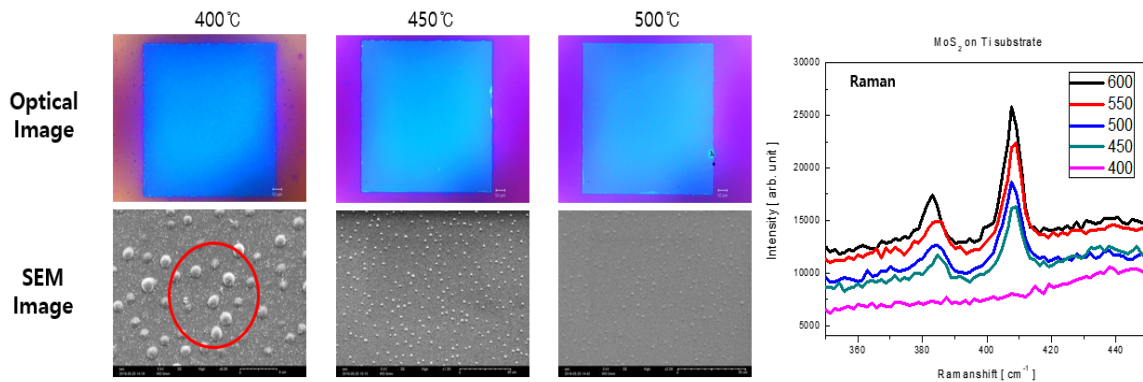 400℃
450℃
500℃
Optical
Image
SEM
Image
MoS2 on Ti substrate
Raman
600
550
500
450
400
30000
25000
20000
15000
10000
5000
Intensity [ arb. unit ]
350
380
400
420
440
Ramanshift [ cm-1 ]